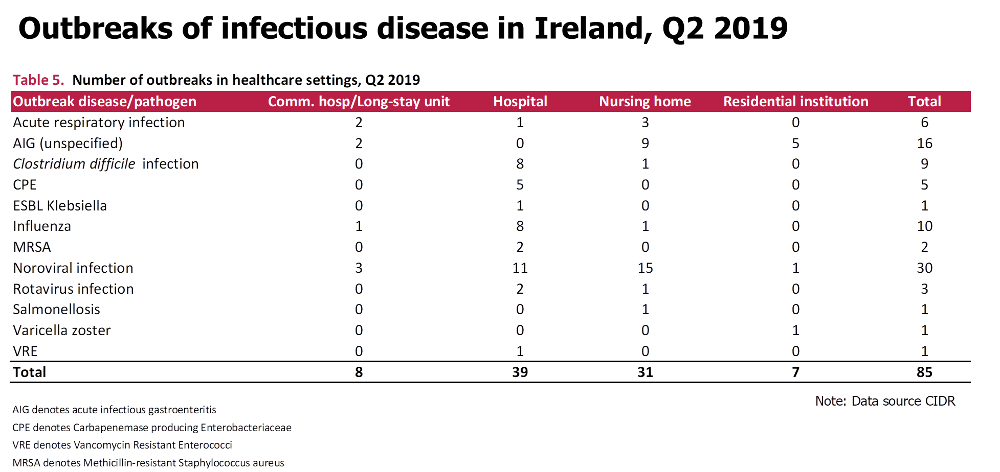 Outbreaks of infectious disease in Ireland, Q2 2019
Table 5. Number of outbreaks in healthcare settings, Q2 2019
Outbreak disease/pathogen Comm. hosp/Long-stay unit Hospital Nursing home Residential institution Total
Acute respiratory infection 2 1 3 0 6
AIG (unspecified) 2 0 9 5 16
Clostridium difficile infection 0 8 1 0 9
CPE 0 5 0 0 5
ESBL Klebsiella 0 1 0 0 1
Influenza 1 8 1 0 10
MRSA 0 2 0 0 2
Noroviral infection 3 11 15 1 30
Rotavirus infection 0 2 1 0 3
Salmonellosis 0 0 1 0 1
Varicella zoster 0 0 0 1 1
VRE 0 1 0 0 1
Total 8 39 31 7 85
Note: Data source CIDR
AIG denotes acute infectious gastroenteritis
CPE denotes Carbapenemase producing Enterobacteriaceae
VRE denotes Vancomycin Resistant Enterococci
MRSA denotes Methicillin-resistant Staphylococcus aureus